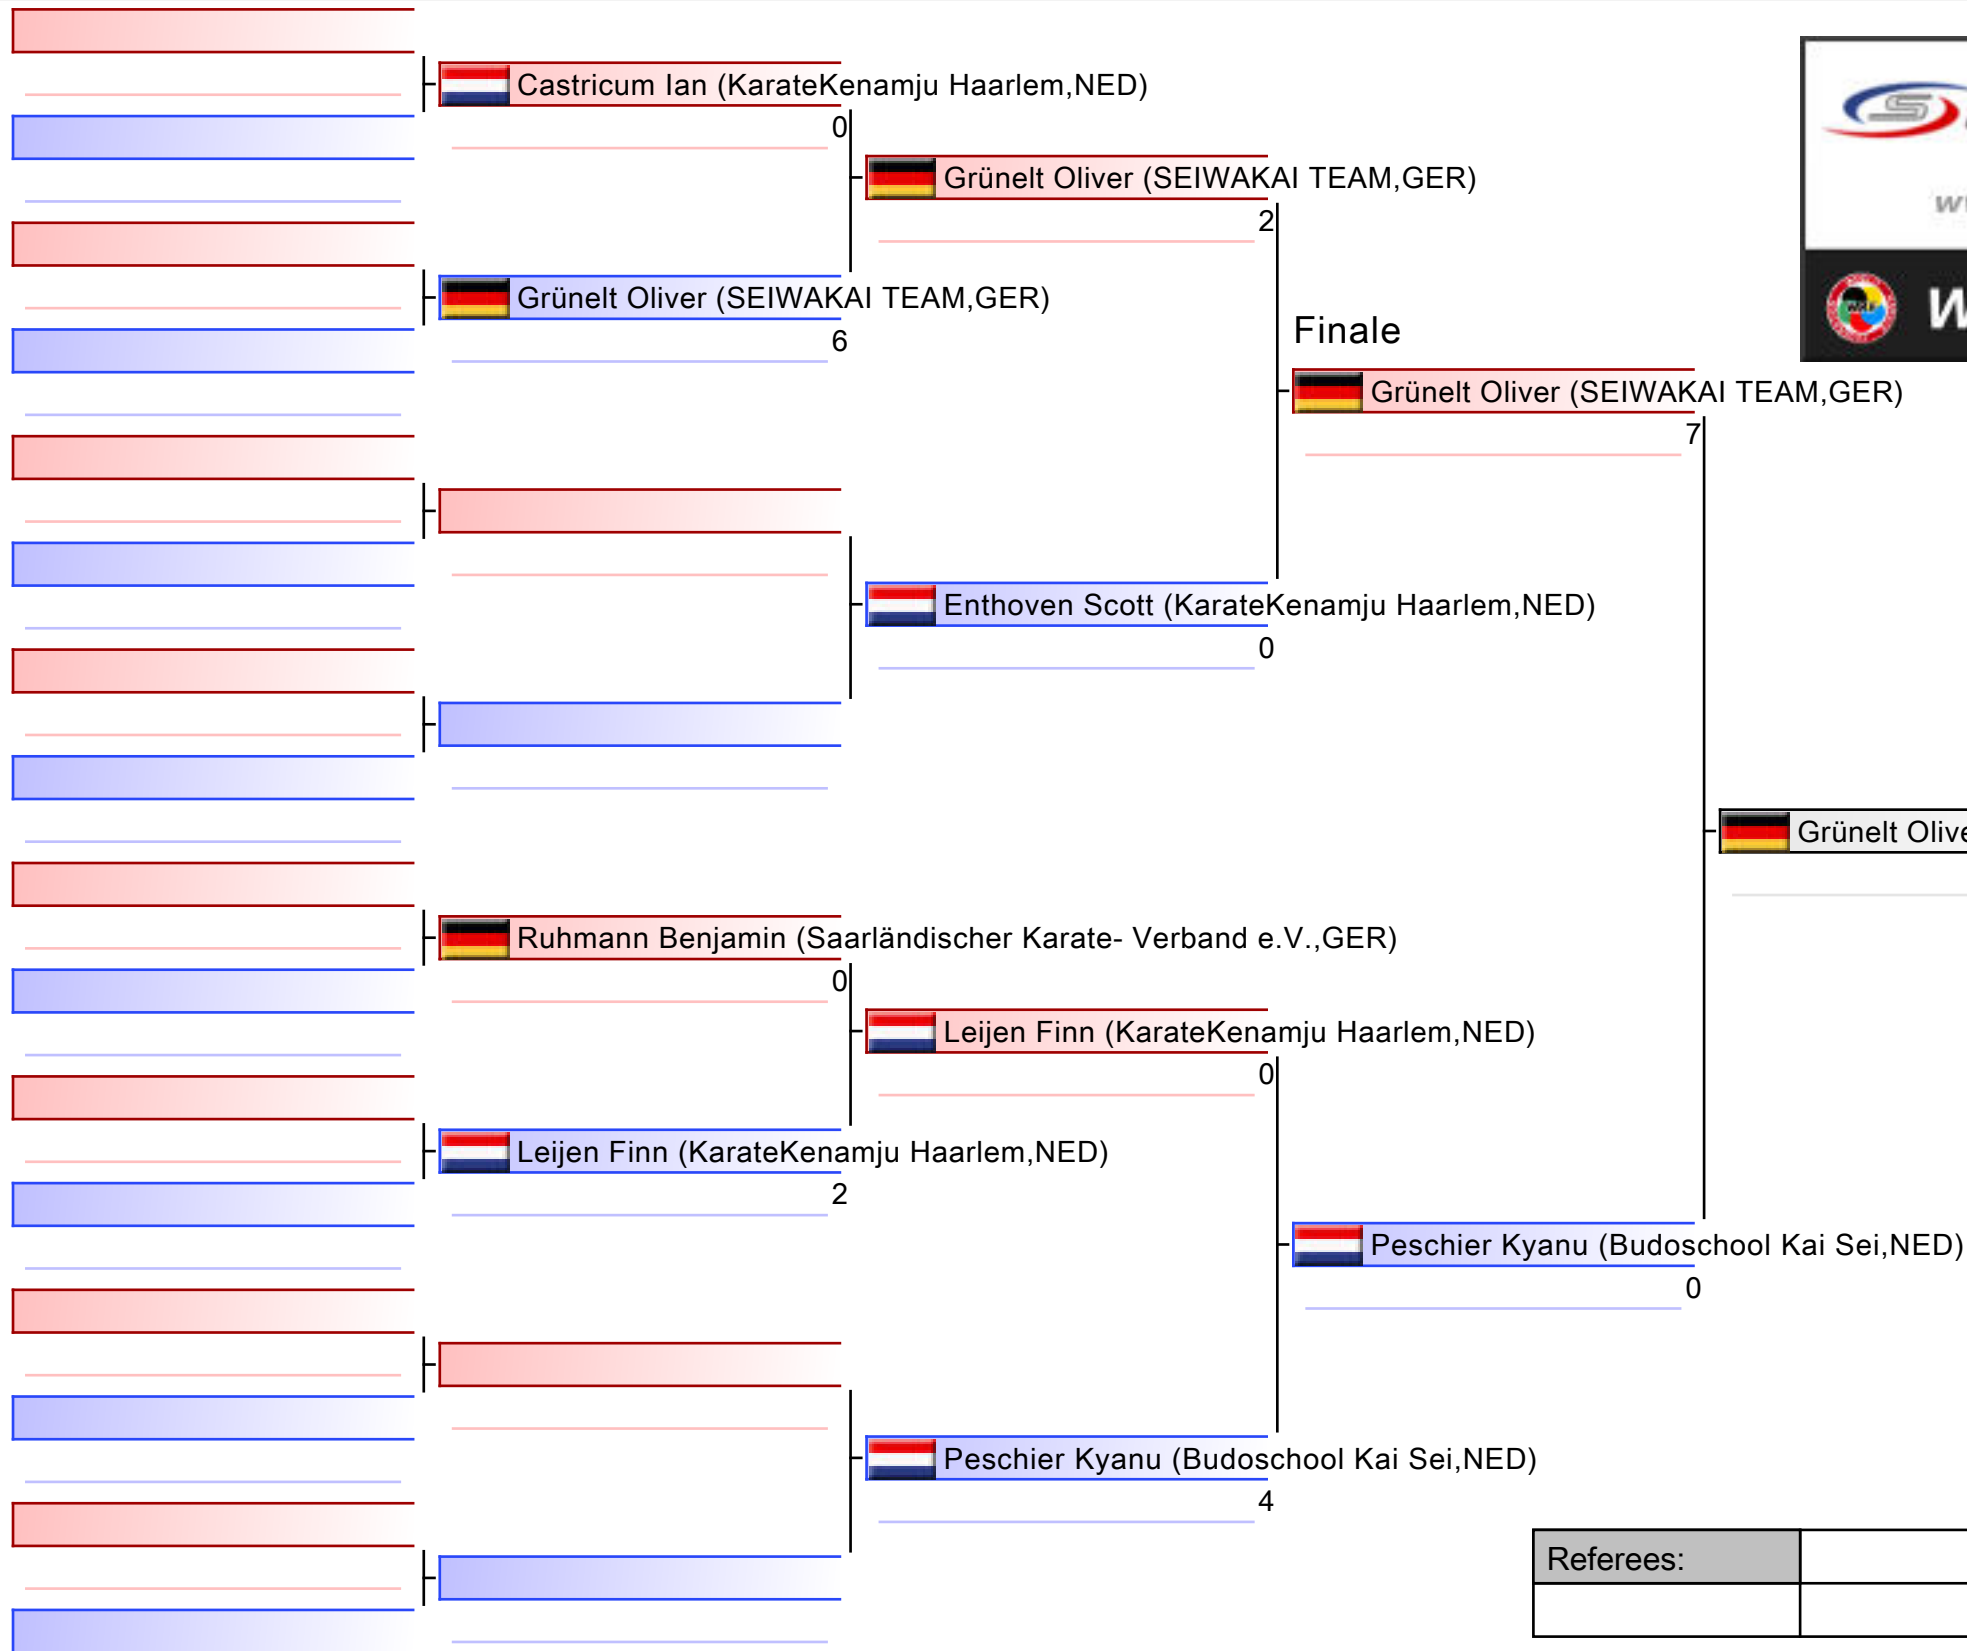 Castricum Ian (KarateKenamju Haarlem,NED)
0
Grünelt Oliver (SEIWAKAI TEAM,GER)
2
Grünelt Oliver (SEIWAKAI TEAM,GER)
6
Finale
Grünelt Oliver (SEIWAKAI TEAM,GER)
7
Enthoven Scott (KarateKenamju Haarlem,NED)
0
Grünelt Olive
Ruhmann Benjamin (Saarländischer Karate- Verband e.V.,GER)
0
Leijen Finn (KarateKenamju Haarlem,NED)
0
Leijen Finn (KarateKenamju Haarlem,NED)
2
Peschier Kyanu (Budoschool Kai Sei,NED)
0
Peschier Kyanu (Budoschool Kai Sei,NED)
4
Referees: